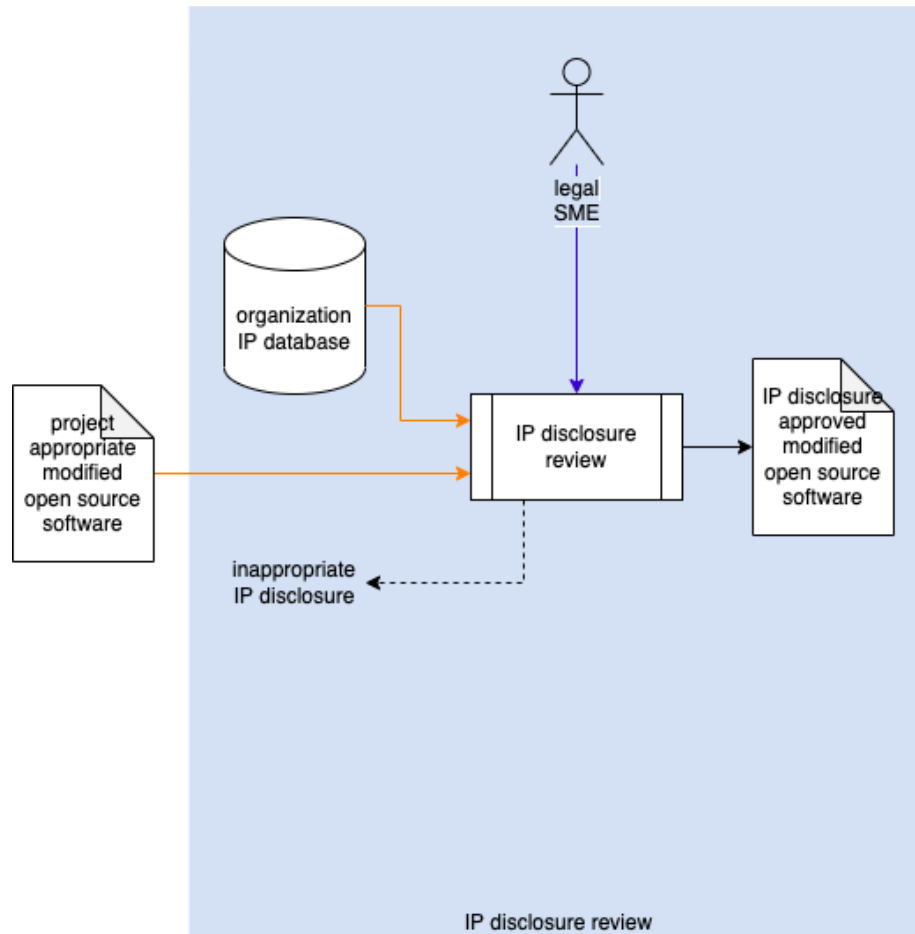 legal
SME
organization
IP database
project
appropriate
modified
open source
software
IP disclosure
review
IP disclosure
approved
modified
open source
software
inappropriate
IP disclosure
IP disclosure review